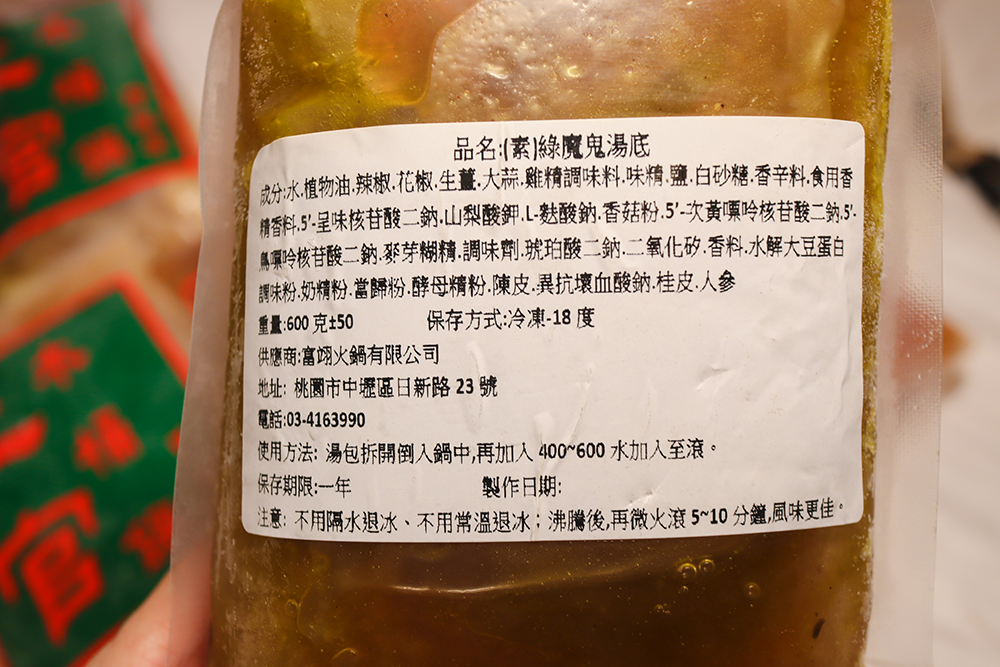 品名:(素)綠魔鬼湯底
成分:水.植物油.辣椒.花椒.生薑.大蒜.雞精調味料.味精.鹽.白砂糖.香辛料.食用香
精香料.5'-呈味核苷酸二鈉.山梨酸鉀.L-麩酸鈉.香菇粉.5'-次黃嘌呤核苷酸二鈉.5'-
鳥嘌呤核苷酸二鈉.麥芽糊精.調味劑.琥珀酸二鈉.二氧化矽.香料.水解大豆蛋白
調味粉.奶精粉.當歸粉.酵母精粉.陳皮.異抗壞血酸鈉.桂皮.人參
重量:600 克±50 保存方式:冷凍-18 度
供應商:富翊火鍋有限公司
地址: 桃園市中壢區日新路 23 號
電話:03-4163990
使用方法: 湯包拆開倒入鍋中,再加入 400~600 水加入至滾。
保存期限:一年 製作日期:
注意: 不用隔水退冰、不用常溫退冰；沸騰後,再微火滾 5~10 分鐘,風味更佳。